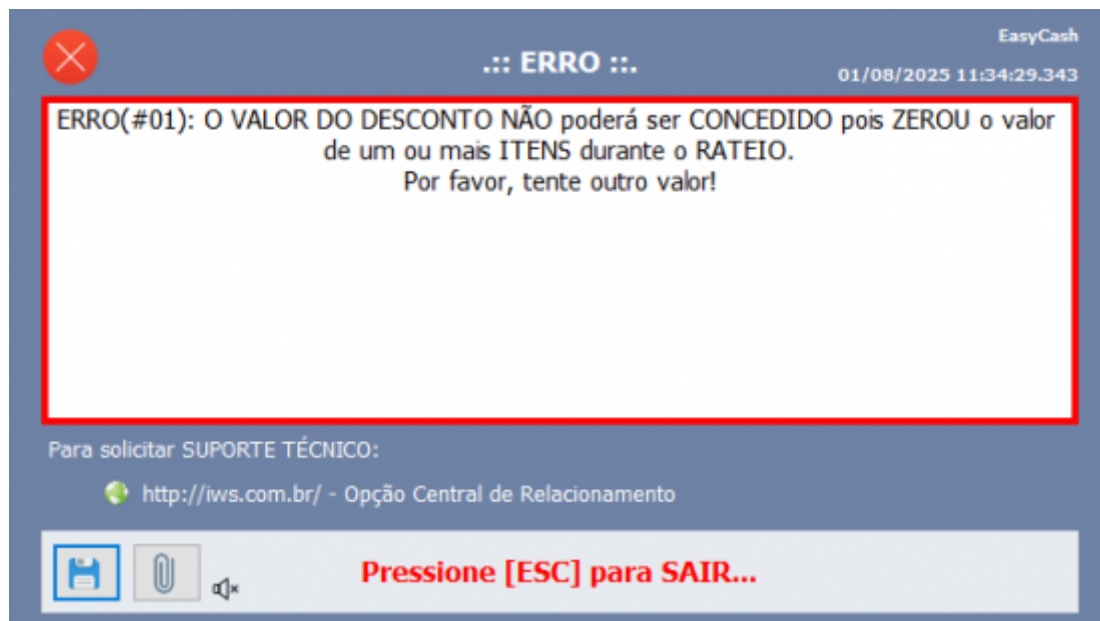 EasyCash
.:: ERRO ::.
01/08/2025 11:34:29.343
ERRO(#01): O VALOR DO DESCONTO NÃO poderá ser CONCEDIDO pois ZEROU o valor
de um ou mais ITENS durante o RATEIO.
Por favor, tente outro valor!
Para solicitar SUPORTE TÉCNICO:
http://iws.com.br/ - Opção Central de Relacionamento
Pressione [ESC] para SAIR...